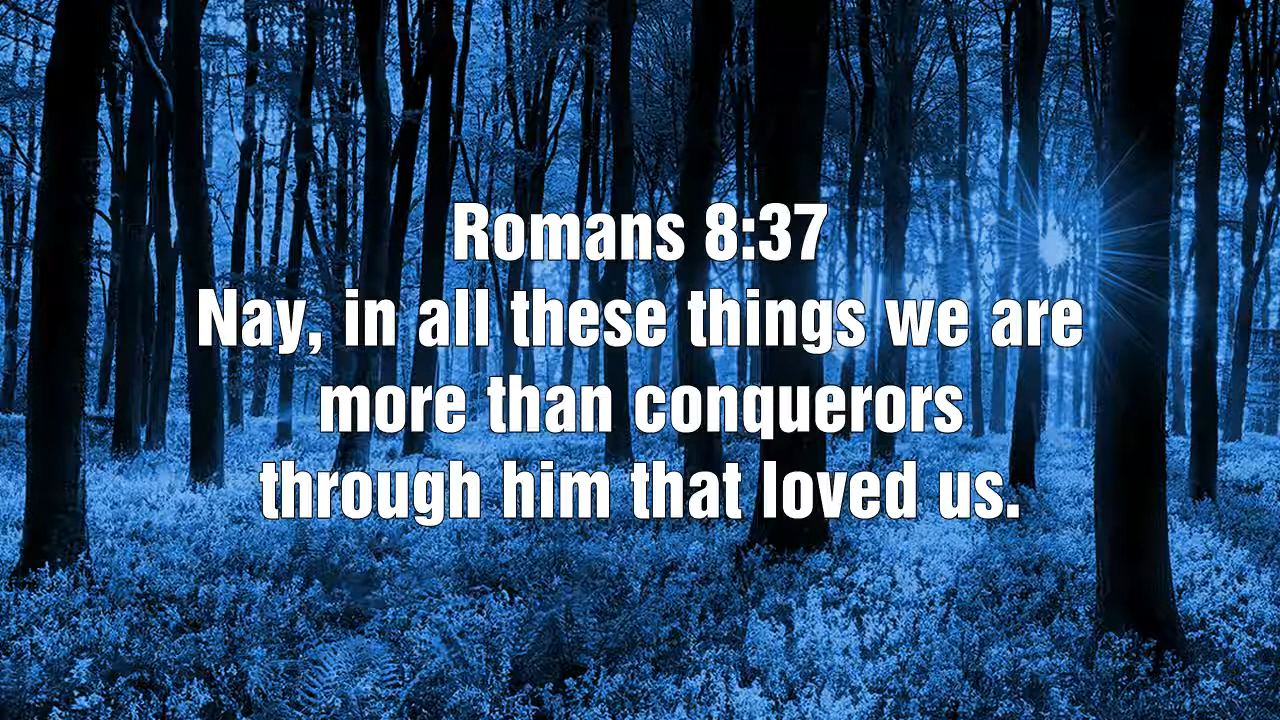 Romans 8:37
Nay, in all these things we are
more than conquerors
through him that loved us.